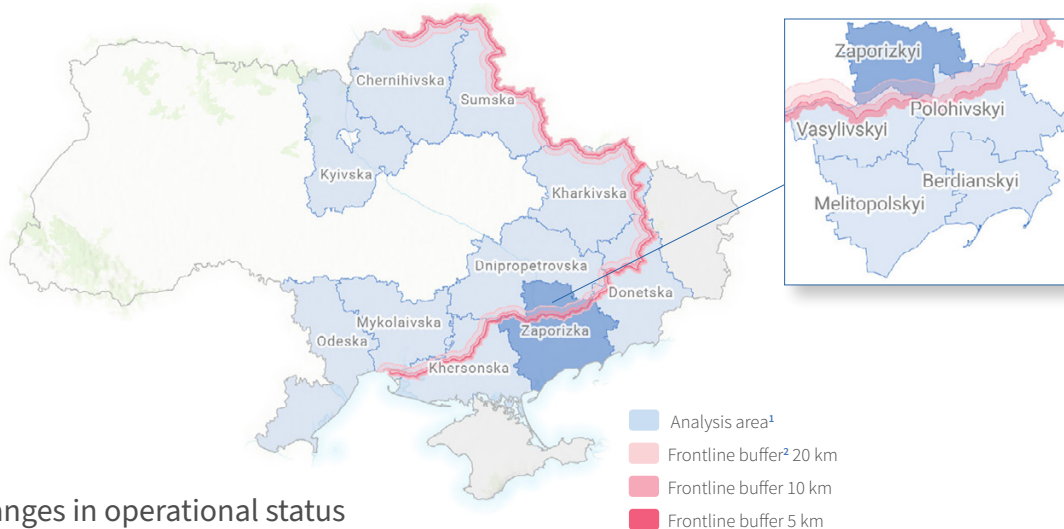 Chernihivska
Sumska
Kyivska
Kharkivska
Dnipropetrovska
Donetska
Mykolaivska
Zaporizka
Odeska
Khersonska
Zaporizkyi
Polohivskyi
Vasylivskyi
Berdianskyi
Melitopolskyi
Analysis area¹
Frontline buffer² 20 km
Frontline buffer 10 km
Frontline buffer 5 km
anges in operational status